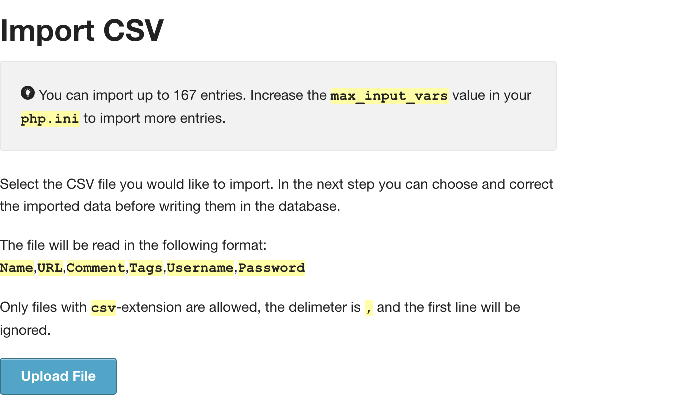 Import CSV
You can import up to 167 entries. Increase the max_input_vars value in your
php.ini to import more entries.
Select the CSV file you would like to import. In the next step you can choose and correct
the imported data before writing them in the database.
The file will be read in the following format:
Name,URL,Comment,Tags,Username,Password
Only files with csv-extension are allowed, the delimeter is , and the first line will be
ignored.
Upload File